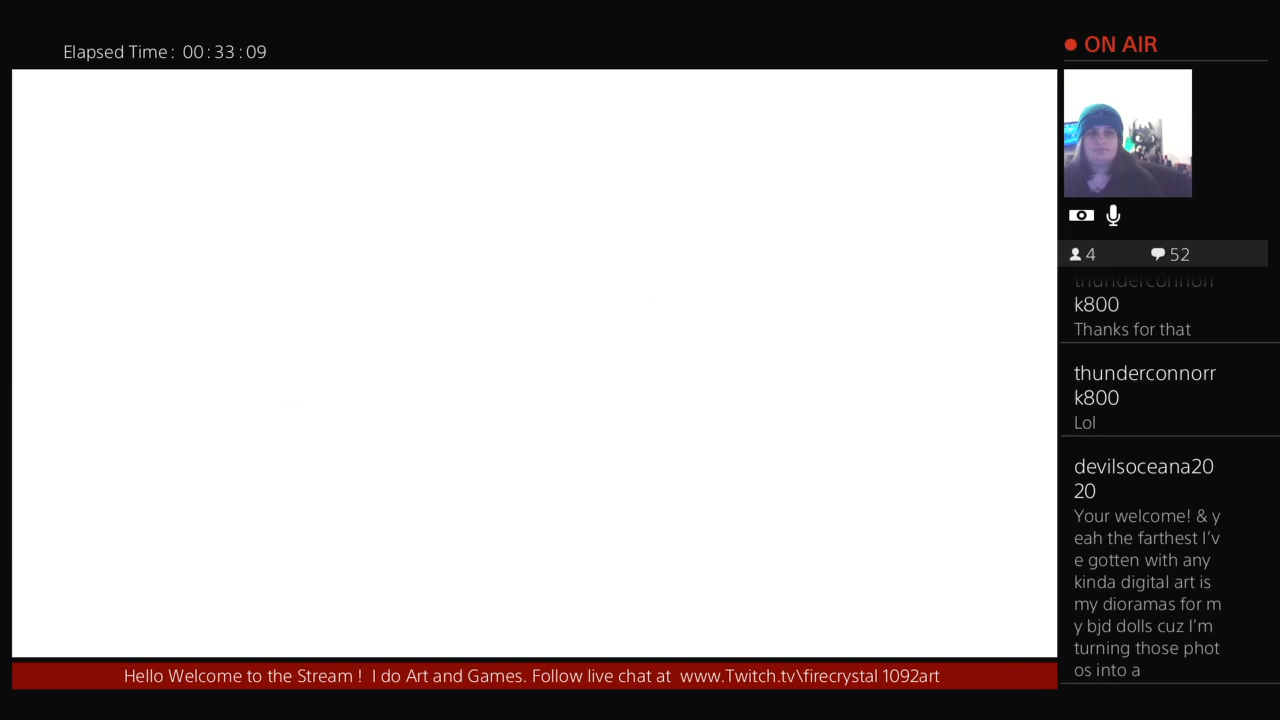 Elapsed Time: 00:33:09
ON AIR
4 52
thunderconnorr
k800
Thanks for that
thunderconnorr
k800
Lol
devilsoceana20
20
Your welcome! & y
eah the farthest I'v
e gotten with any
kinda digital art is
my dioramas for m
y bjd dolls cuz I'm
turning those phot
os into a
Hello Welcome to the Stream ! I do Art and Games. Follow live chat at www.Twitch.tv\firecrystal1092art